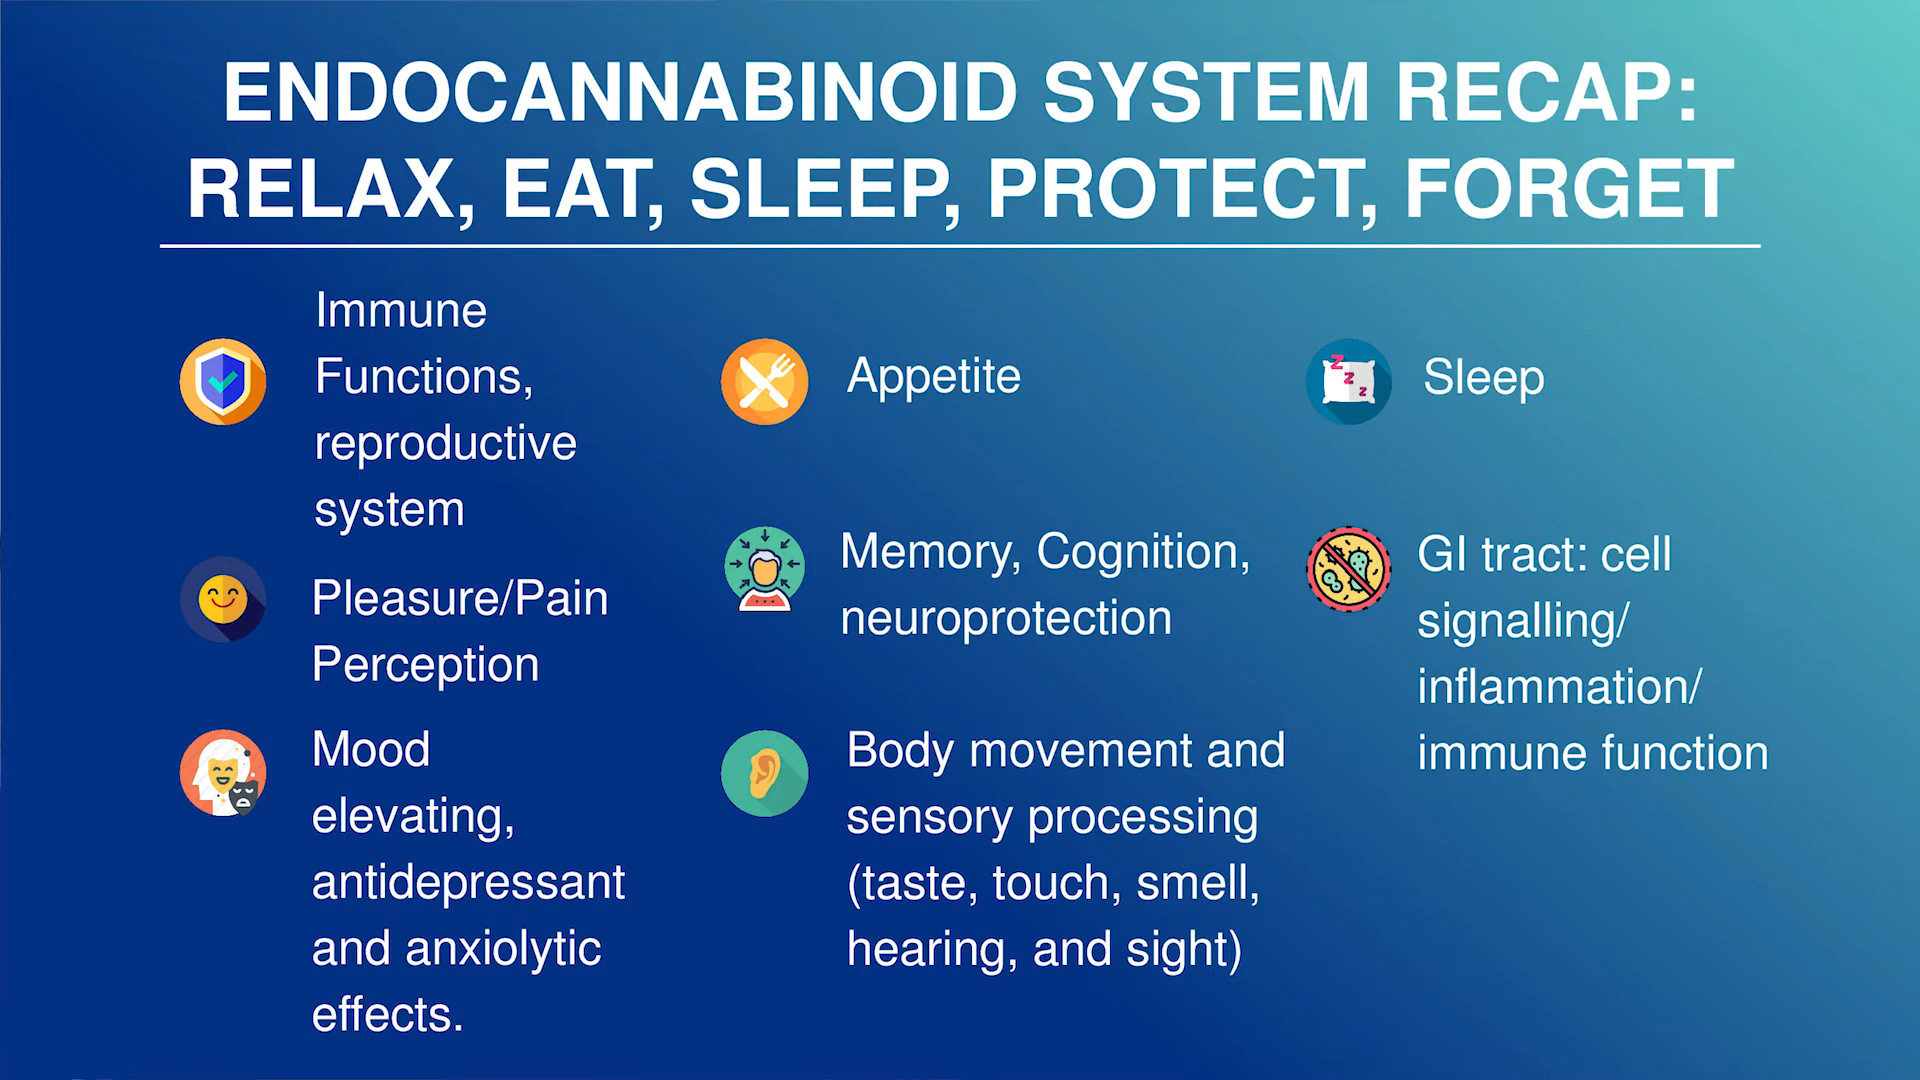 ENDOCANNABINOID SYSTEM RECAP:
RELAX, EAT, SLEEP, PROTECT, FORGET
Immune
Functions,
reproductive
system
Appetite
Sleep
Pleasure/Pain
Perception
Memory, Cognition,
neuroprotection
GI tract: cell
signalling/
inflammation/
immune function
Mood
elevating,
antidepressant
and anxiolytic
effects.
Body movement and
sensory processing
(taste, touch, smell,
hearing, and sight)